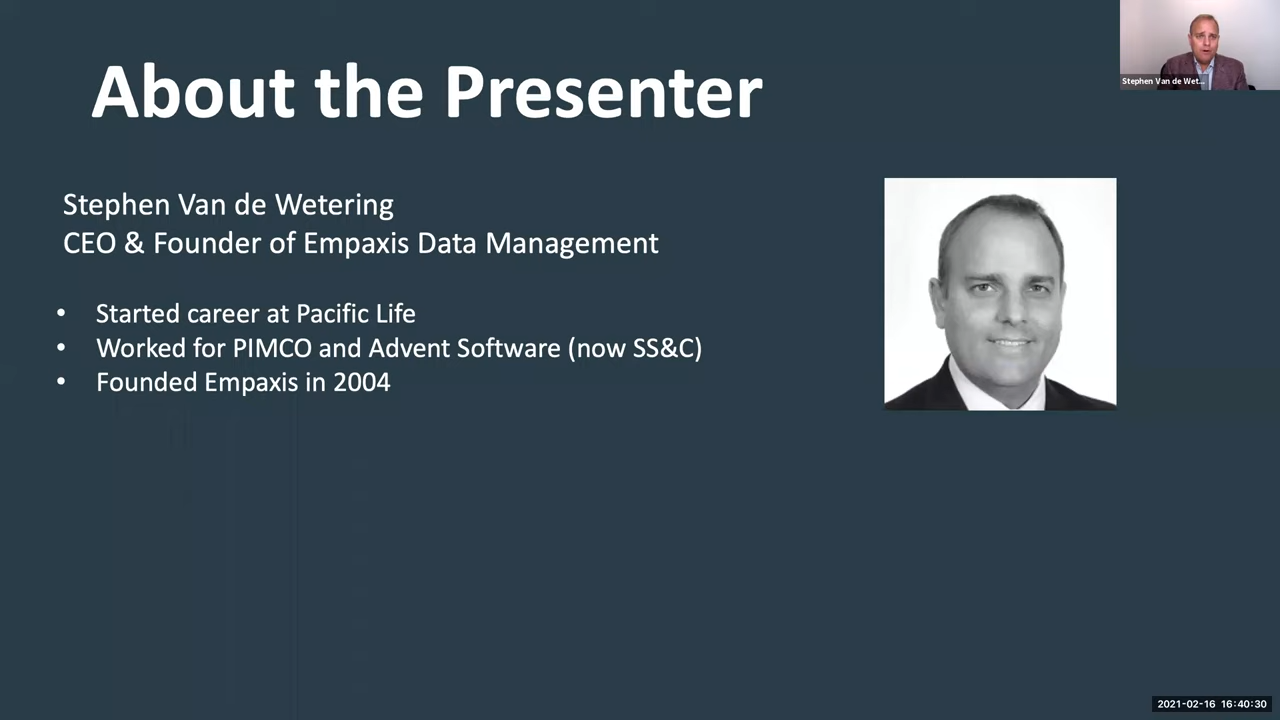 About the Presenter
Stephen Van de Wet...
Stephen Van de Wetering
CEO & Founder of Empaxis Data Management
• Started career at Pacific Life
• Worked for PIMCO and Advent Software (now SS&C)
• Founded Empaxis in 2004
2021-02-16 16:40:30